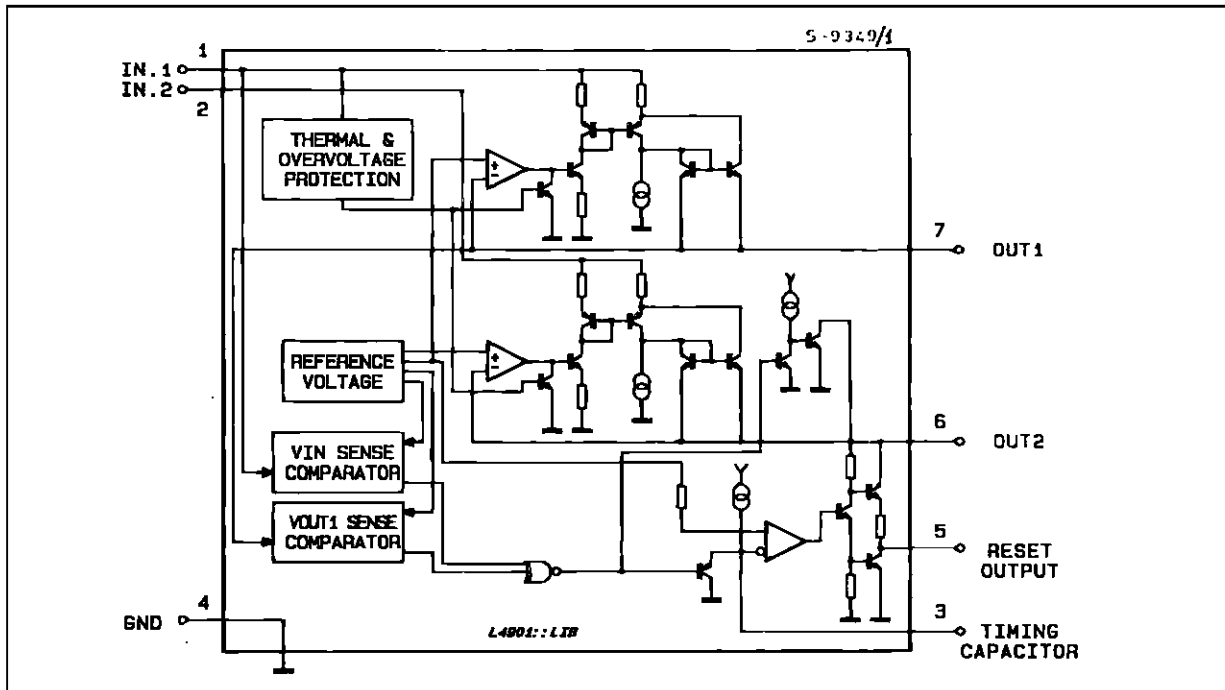 S-9349/1
1
IN.1
IN.2
2
THERMAL &
OVERVOLTAGE
PROTECTION
+
-
7
OUT1
REFERENCE
VOLTAGE
+
-
6
OUT2
VIN SENSE
COMPARATOR
VOUT1 SENSE
COMPARATOR
5
RESET
OUTPUT
4
GND
3
TIMING
CAPACITOR
L4901::LIB